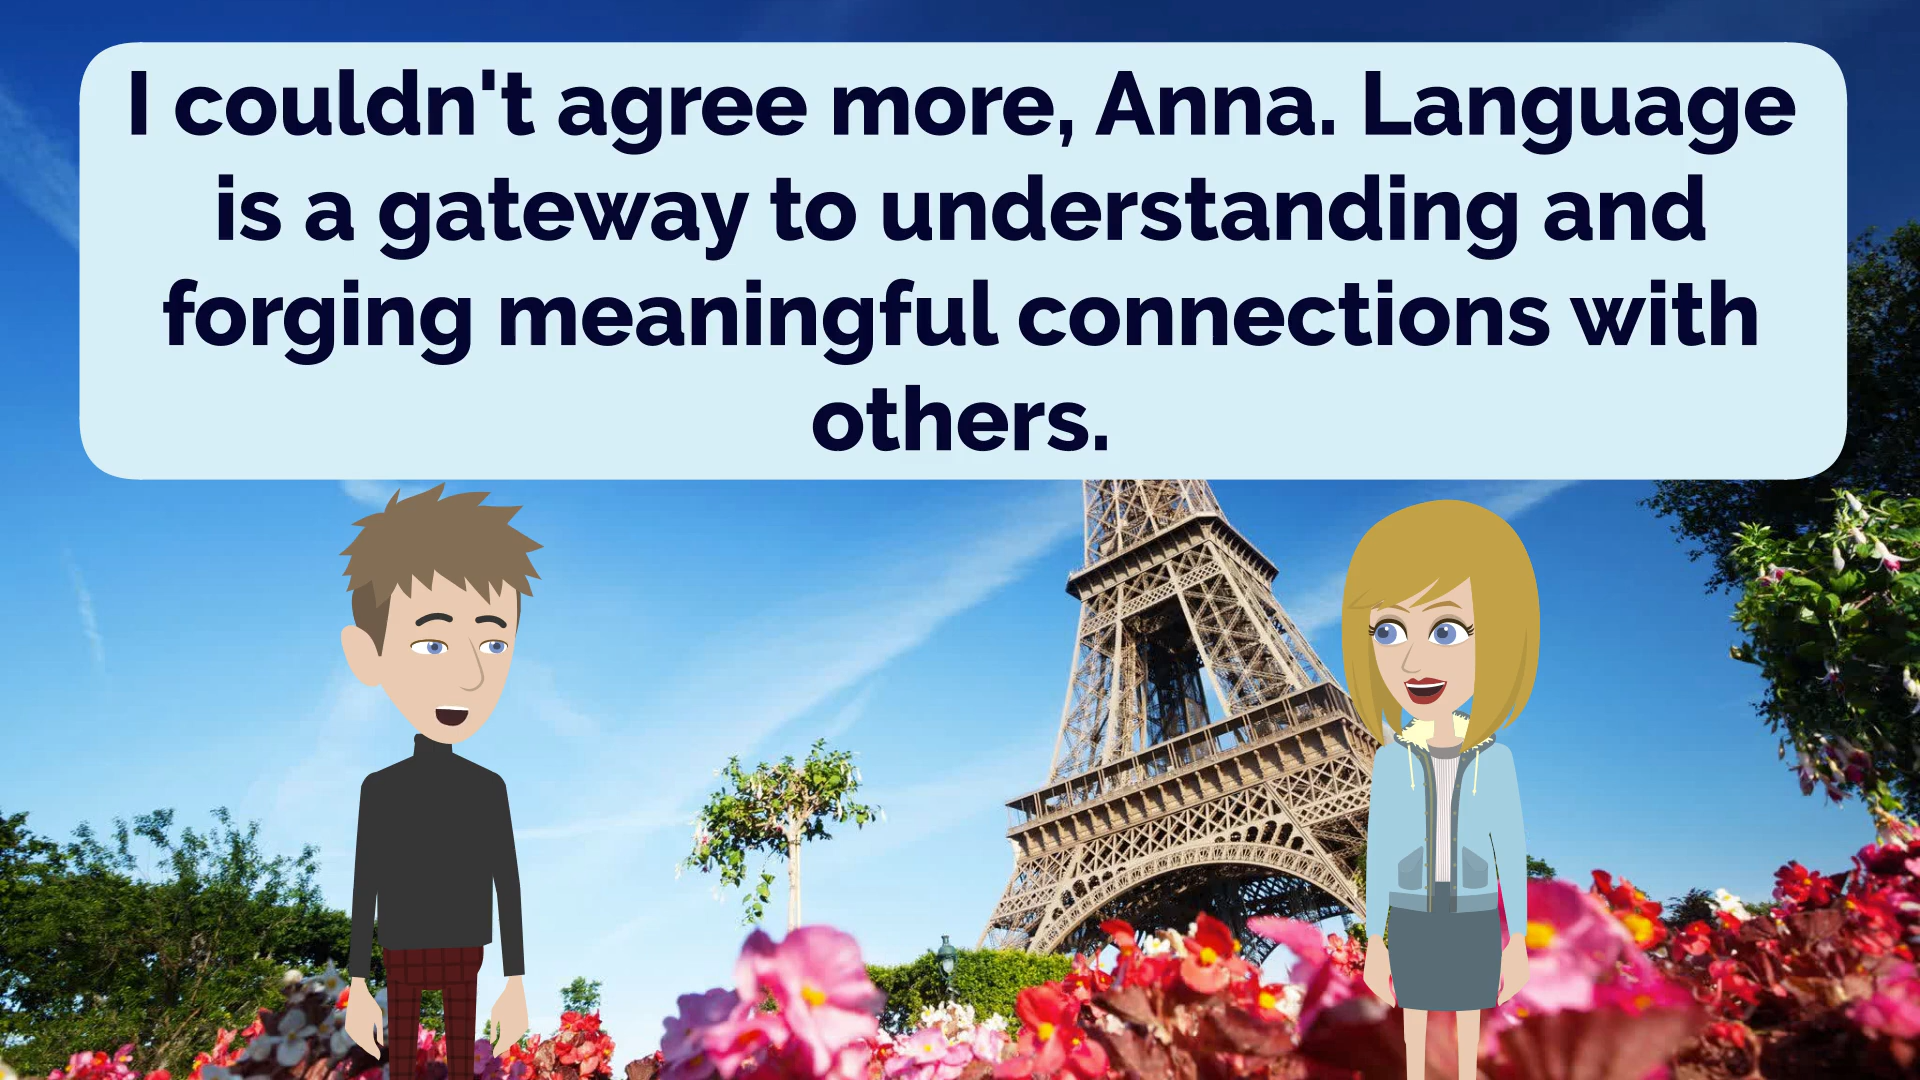 I couldn't agree more, Anna. Language
is a gateway to understanding and
forging meaningful connections with
others.